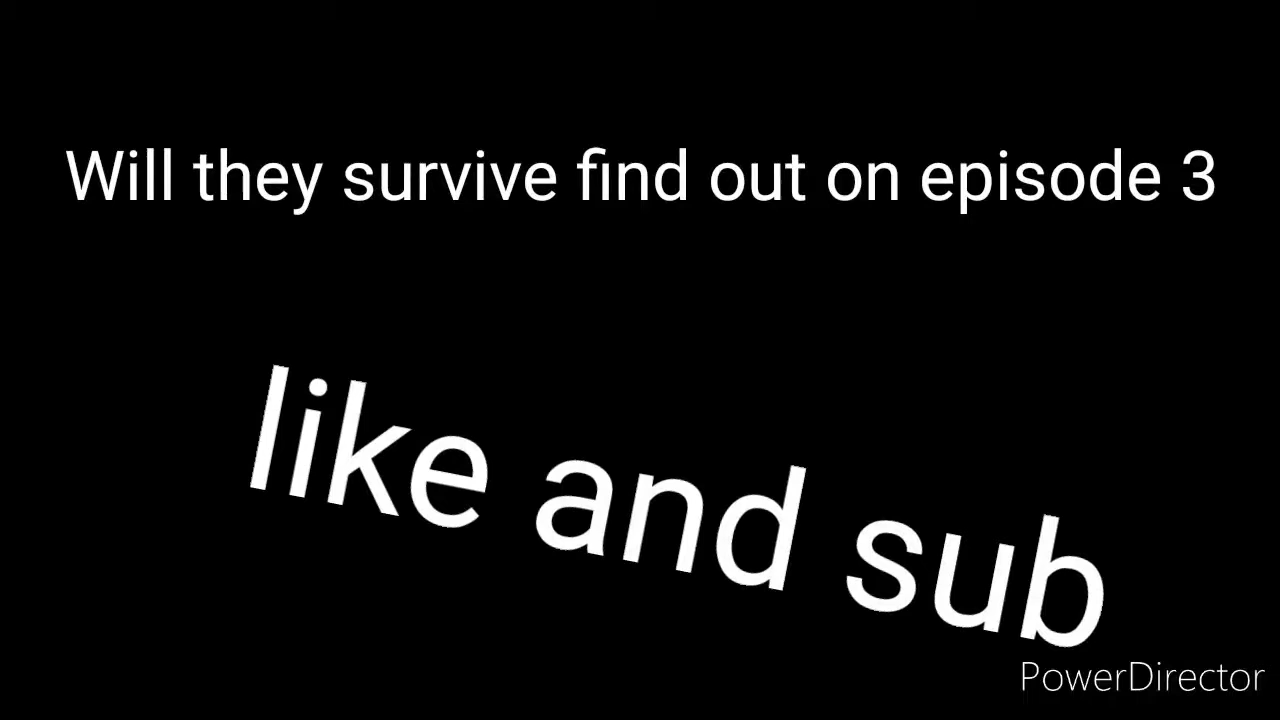 Will they survive find out on episode 3
like and sub
PowerDirector